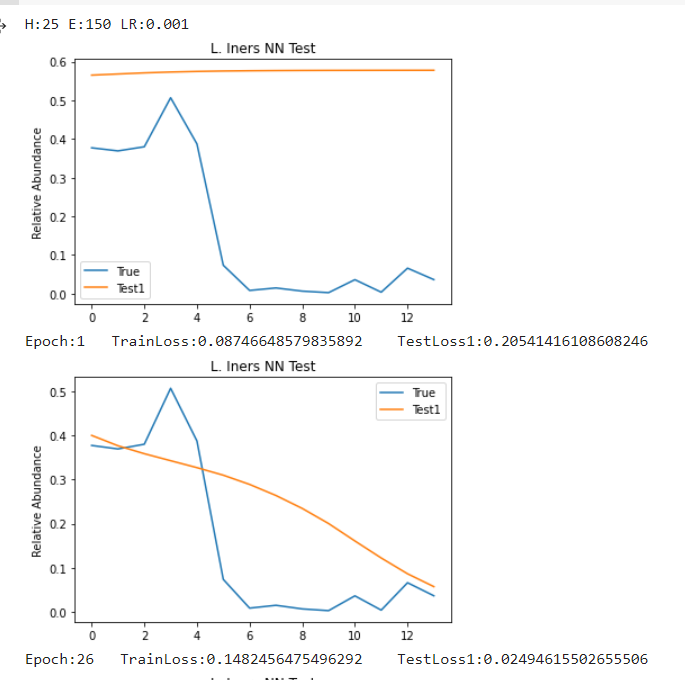 H:25 E:150 LR:0.001
L. Iners NN Test
Relative Abundance
0.6
0.5
0.4
0.3
0.2
0.1
0.0
True
Test1
0 2 4 6 8 10 12
Epoch:1 TrainLoss:0.08746648579835892 TestLoss1:0.20541416108608246
L. Iners NN Test
Relative Abundance
0.5
0.4
0.3
0.2
0.1
0.0
True
Test1
0 2 4 6 8 10 12
Epoch:26 TrainLoss:0.1482456475496292 TestLoss1:0.02494615502655506